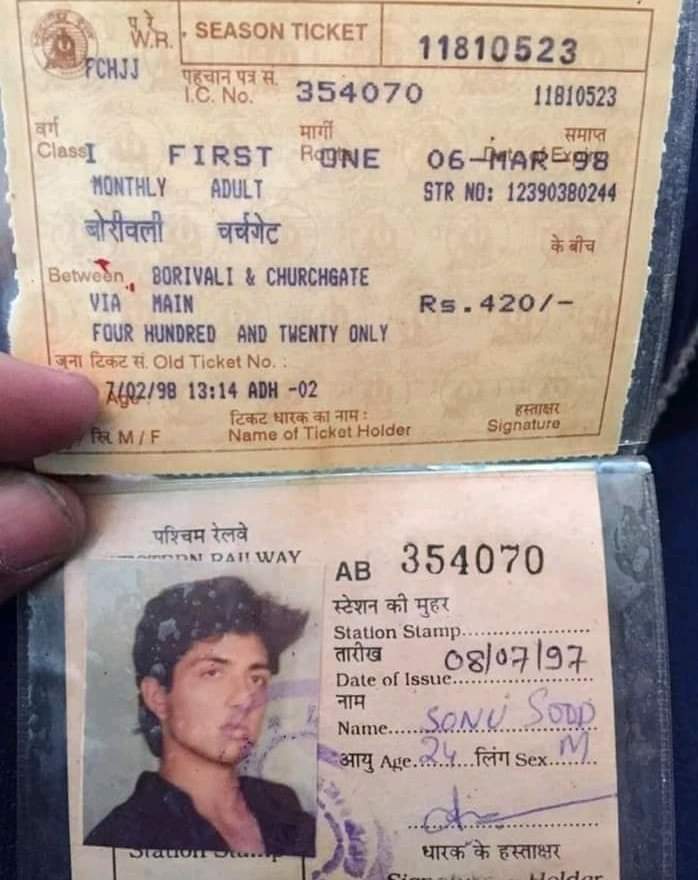 प. रे.
W.R.
SEASON TICKET
11810523
FCHJJ
पहचान पत्र सं.
I.C. No. 354070 11810523
वर्ग मार्ग समाप्त
Class I FIRST ONE 06-MAR-98
MONTHLY ADULT STR NO: 12390380244
बोरीवली चर्चगेट
के बीच
Between BORIVALI & CHURCHGATE
VIA MAIN Rs.420/-
FOUR HUNDRED AND TWENTY ONLY
जुना टिकट सं. Old Ticket No. :
7/02/98 13:14 ADH -02
Age
टिकट धारक का नाम : हस्ताक्षर
स्त्रि. M / F Name of Ticket Holder Signature
पश्चिम रेलवे
RAILWAY
AB 354070
स्टेशन की मुहर
Station Stamp
तारीख
Date of Issue 08/07/97
नाम
Name SONU SOOD
आयु Age. 24 लिंग Sex M
धारक के हस्ताक्षर
Holder